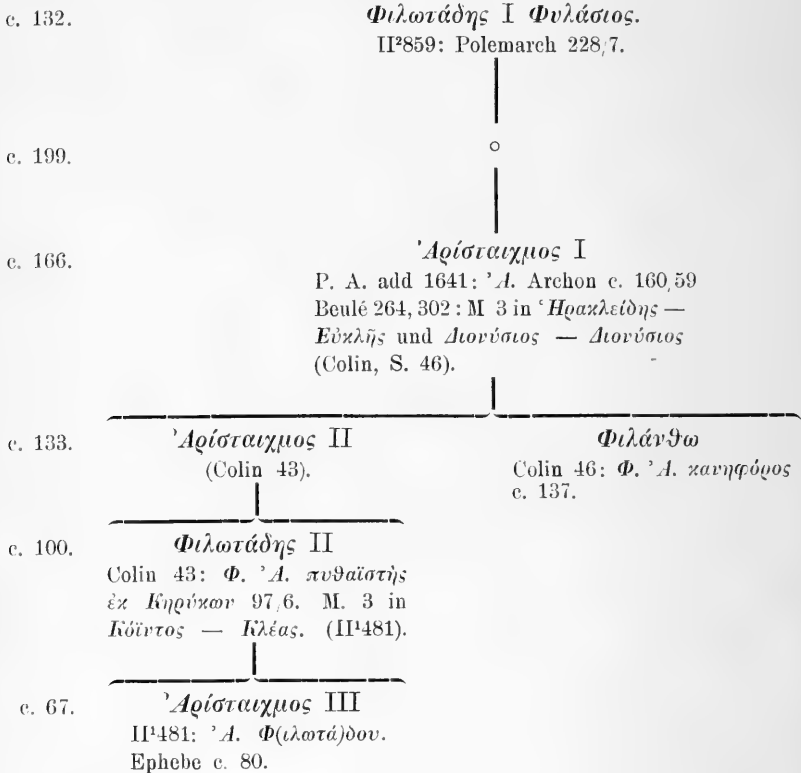 c. 132.
Φιλωτάδης I Φυλάσιος.
II²859: Polemarch 228/7.
c. 199.
c. 166.
Ἀρίσταιχμος I
P. A. add 1641: Ἀ. Archon c. 160/59
Beulé 264, 302: M 3 in Ἡρακλείδης —
Εὐκλῆς und Διονύσιος — Διονύσιος
(Colin, S. 46).
c. 133.
Ἀρίσταιχμος II
(Colin 43).
Φιλάνθω
Colin 46: Φ. Ἀ. κανηφόρος
c. 137.
c. 100.
Φιλωτάδης II
Colin 43: Φ. Ἀ. πυθαϊστὴς
ἐκ Κηρύκων 97/6. M. 3 in
Κόϊντος — Κλέας. (II¹481).
c. 67.
Ἀρίσταιχμος III
II¹481: Ἀ. Φ(ιλωτά)δου.
Ephebe c. 80.